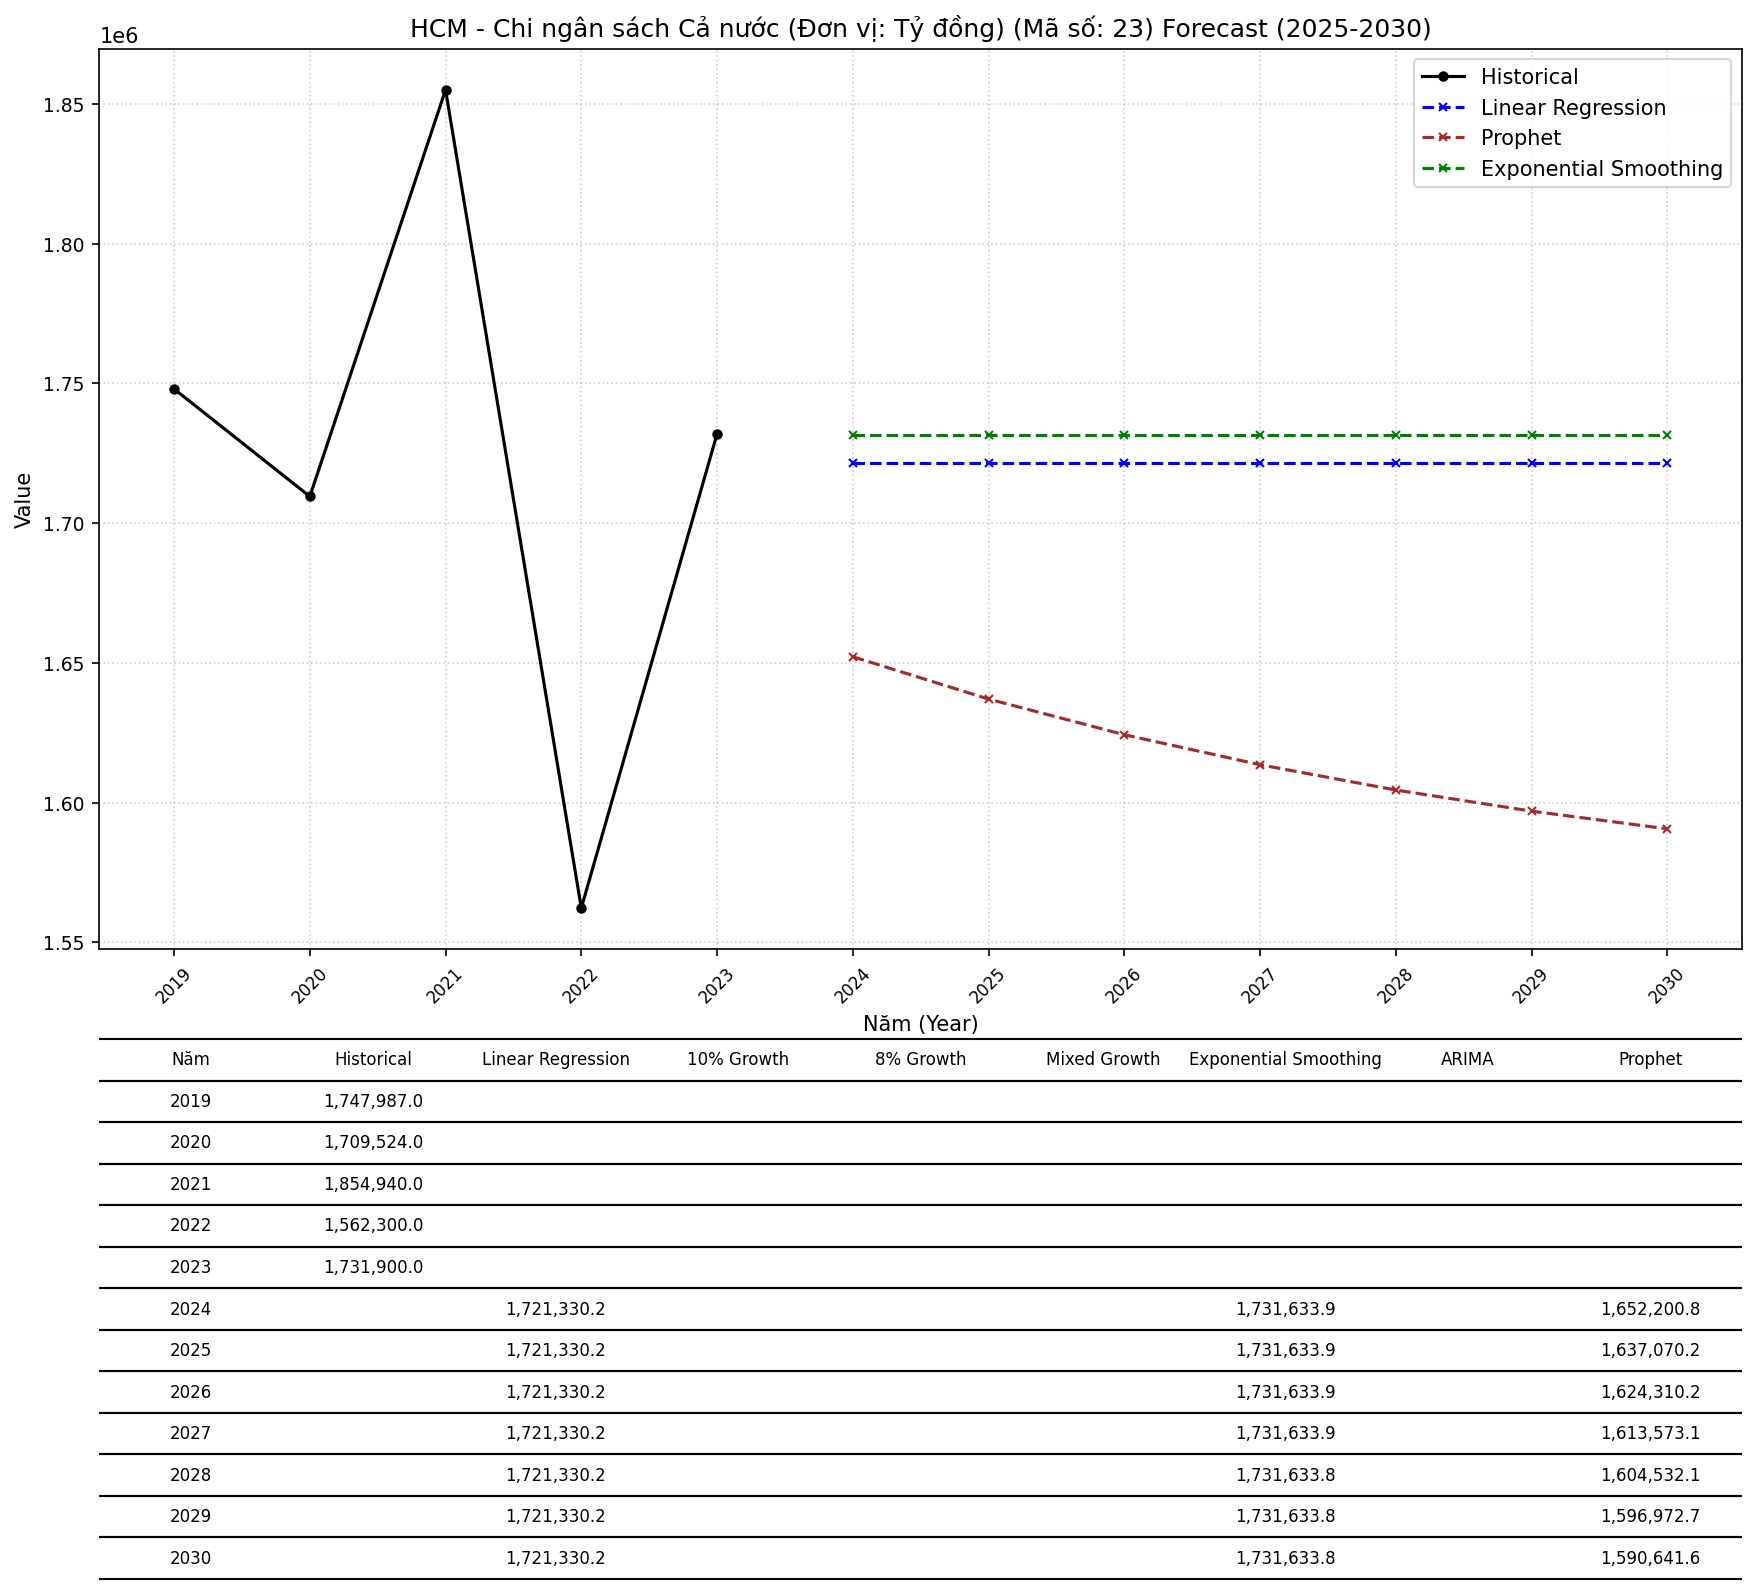 HCM - Chi ngân sách Cả nước (Đơn vị: Tỷ đồng) (Mã số: 23) Forecast (2025-2030)
1e6
Historical
Linear Regression
Prophet
Exponential Smoothing
1.85
1.80
1.75
1.70
1.65
1.60
1.55
Value
2019 2020 2021 2022 2023 2024 2025 2026 2027 2028 2029 2030
Năm (Year)
Năm Historical Linear Regression 10% Growth 8% Growth Mixed Growth Exponential Smoothing ARIMA Prophet
2019 1,747,987.0
2020 1,709,524.0
2021 1,854,940.0
2022 1,562,300.0
2023 1,731,900.0
2024 1,721,330.2 1,731,633.9 1,652,200.8
2025 1,721,330.2 1,731,633.9 1,637,070.2
2026 1,721,330.2 1,731,633.9 1,624,310.2
2027 1,721,330.2 1,731,633.9 1,613,573.1
2028 1,721,330.2 1,731,633.8 1,604,532.1
2029 1,721,330.2 1,731,633.8 1,596,972.7
2030 1,721,330.2 1,731,633.8 1,590,641.6